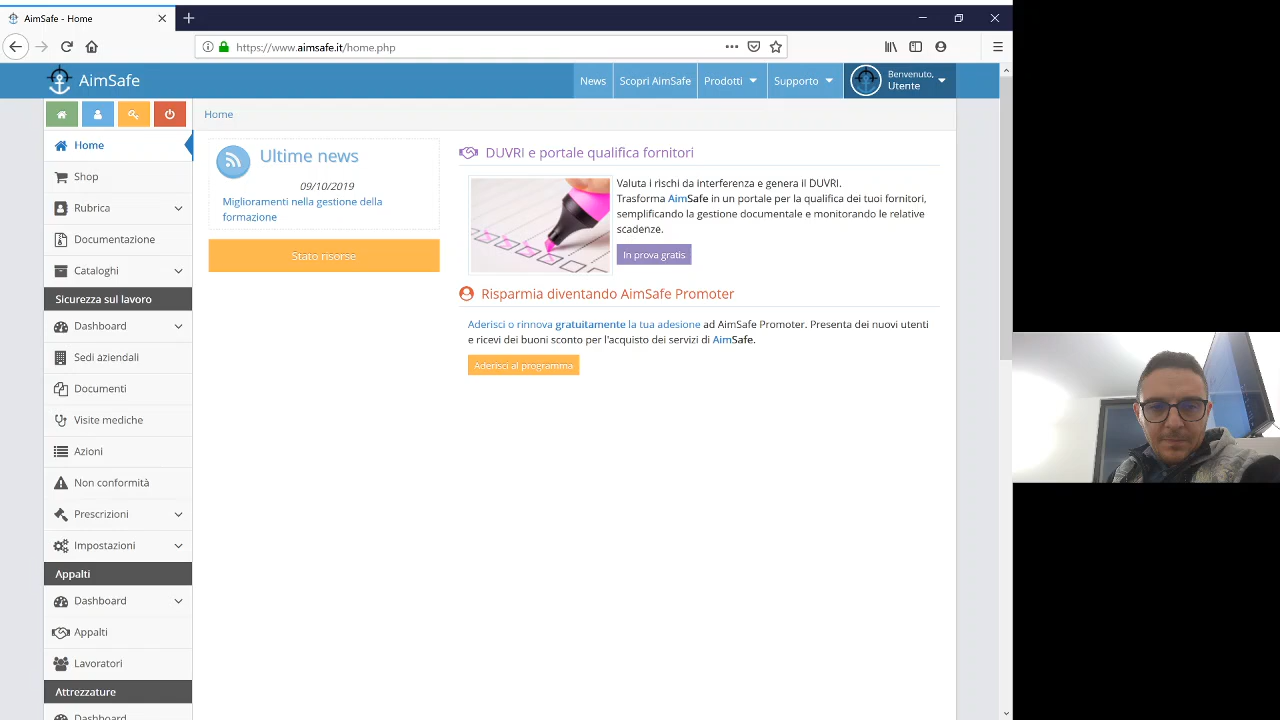 AimSafe - Home
https://www.aimsafe.it/home.php
AimSafe
News
Scopri AimSafe
Prodotti
Supporto
Benvenuto,
Utente
Home
Home
Shop
Rubrica
Documentazione
Cataloghi
Sicurezza sul lavoro
Dashboard
Sedi aziendali
Documenti
Visite mediche
Azioni
Non conformità
Prescrizioni
Impostazioni
Appalti
Dashboard
Appalti
Lavoratori
Attrezzature
Dashboard
Ultime news
09/10/2019
Miglioramenti nella gestione della
formazione
Stato risorse
DUVRI e portale qualifica fornitori
Valuta i rischi da interferenza e genera il DUVRI.
Trasforma AimSafe in un portale per la qualifica dei tuoi fornitori,
semplificando la gestione documentale e monitorando le relative
scadenze.
In prova gratis
Risparmia diventando AimSafe Promoter
Aderisci o rinnova gratuitamente la tua adesione ad AimSafe Promoter. Presenta dei nuovi utenti
e ricevi dei buoni sconto per l'acquisto dei servizi di AimSafe.
Aderisci al programma